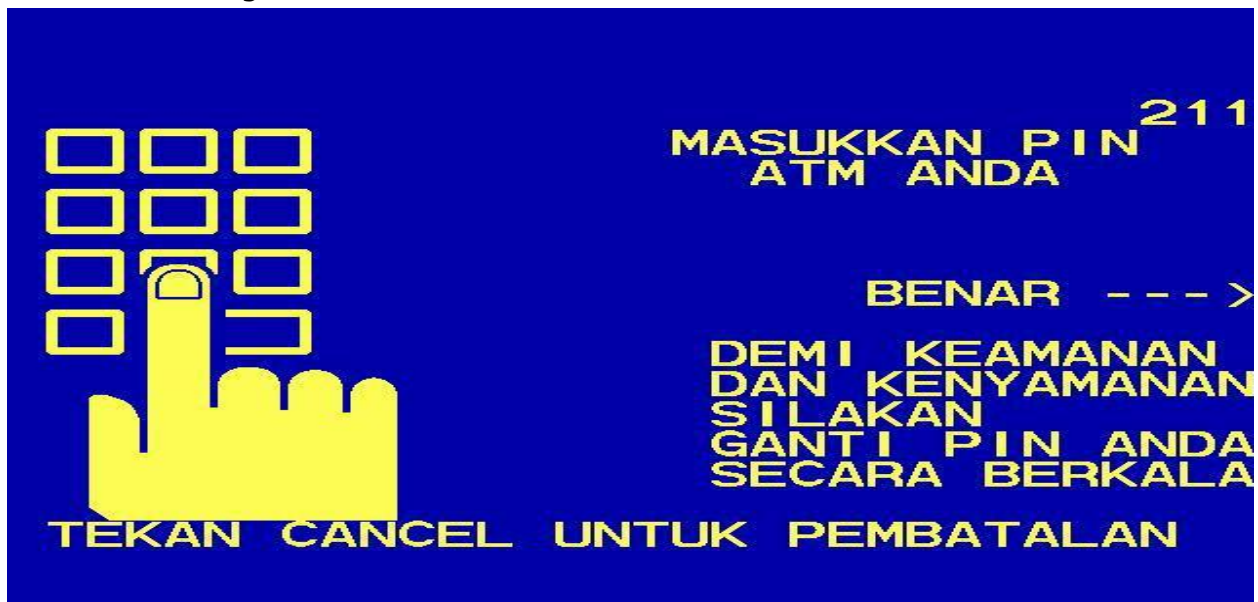 211
MASUKKAN PIN
ATM ANDA
BENAR --->
DEMI KEAMANAN
DAN KENYAMANAN
SILAKAN
GANTI PIN ANDA
SECARA BERKALA
TEKAN CANCEL UNTUK PEMBATALAN